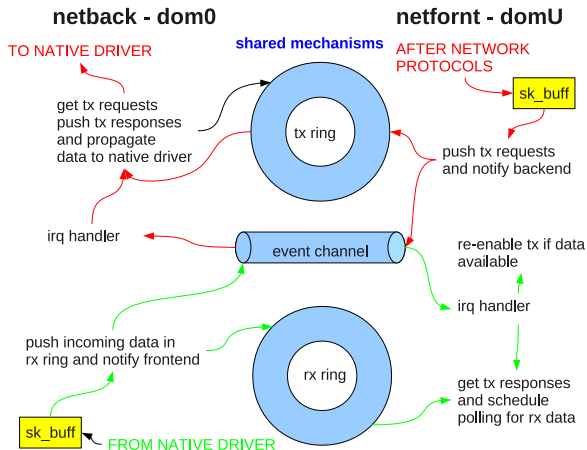 netback - dom0
netfornt - domU
TO NATIVE DRIVER
shared mechanisms
AFTER NETWORK
PROTOCOLS
sk_buff
get tx requests
push tx responses
and propagate
data to native driver
tx ring
push tx requests
and notify backend
irq handler
event channel
re-enable tx if data
available
irq handler
push incoming data in
rx ring and notify frontend
rx ring
get tx responses
and schedule
polling for rx data
sk_buff
FROM NATIVE DRIVER